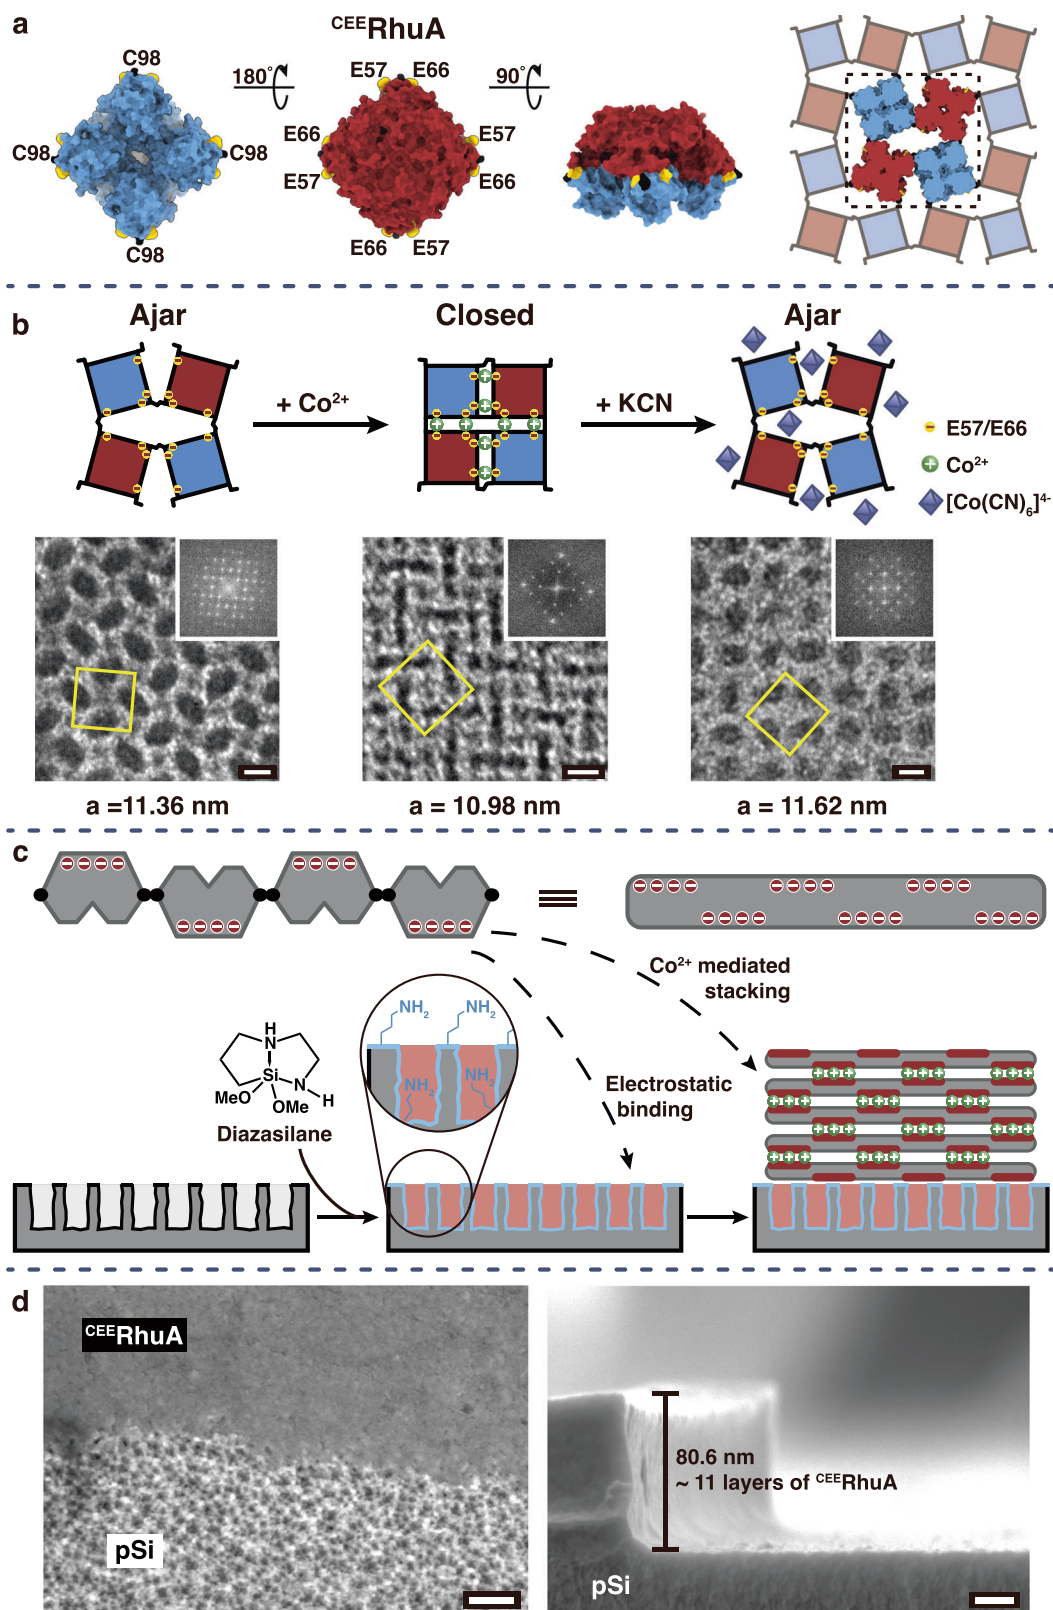 a
CEERhuA
C98
C98
C98
C98
180°
E57
E66
E66
E57
E57
E66
E66
E57
90°
b
Ajar
Closed
Ajar
+ Co2+
+ KCN
E57/E66
Co2+
[Co(CN)6]4-
a =11.36 nm
a = 10.98 nm
a = 11.62 nm
c
Co2+ mediated
stacking
NH2
NH2
NH2
NH2
H
N
Si
N
H
MeO
OMe
Diazasilane
Electrostatic
binding
d
CEERhuA
pSi
80.6 nm
~ 11 layers of CEERhuA
pSi